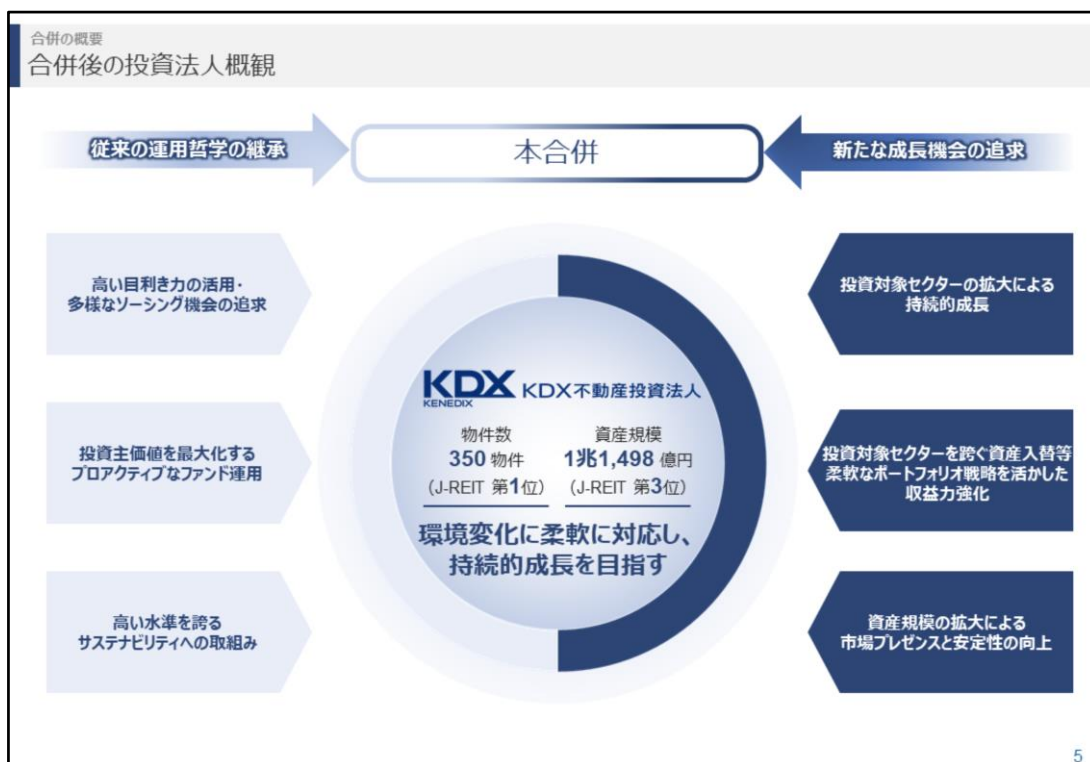 合併の概要
合併後の投資法人概観
従来の運用哲学の継承
本合併
新たな成長機会の追求
高い目利き力の活用・
多様なソーシング機会の追求
投資主価値を最大化する
プロアクティブなファンド運用
高い水準を誇る
サステナビリティへの取組み
KDX KDX不動産投資法人
KENEDIX
物件数 資産規模
350 物件 1兆1,498 億円
(J-REIT 第1位) (J-REIT 第3位)
環境変化に柔軟に対応し、
持続的成長を目指す
投資対象セクターの拡大による
持続的成長
投資対象セクターを跨ぐ資産入替等
柔軟なポートフォリオ戦略を活かした
収益力強化
資産規模の拡大による
市場プレゼンスと安定性の向上
5